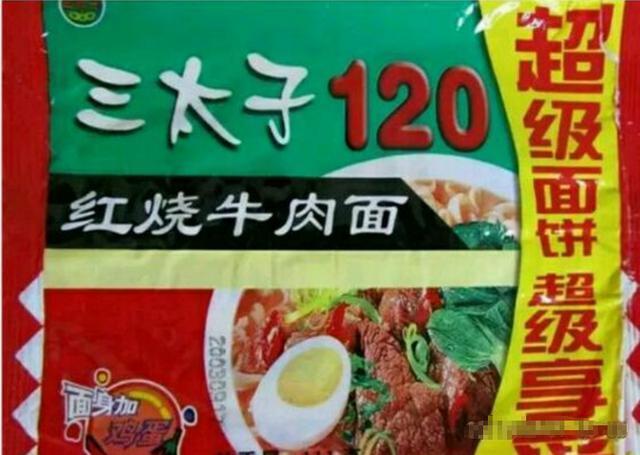 三太子120
红烧牛肉面
超级面饼 超级享
面身加
鸡蛋